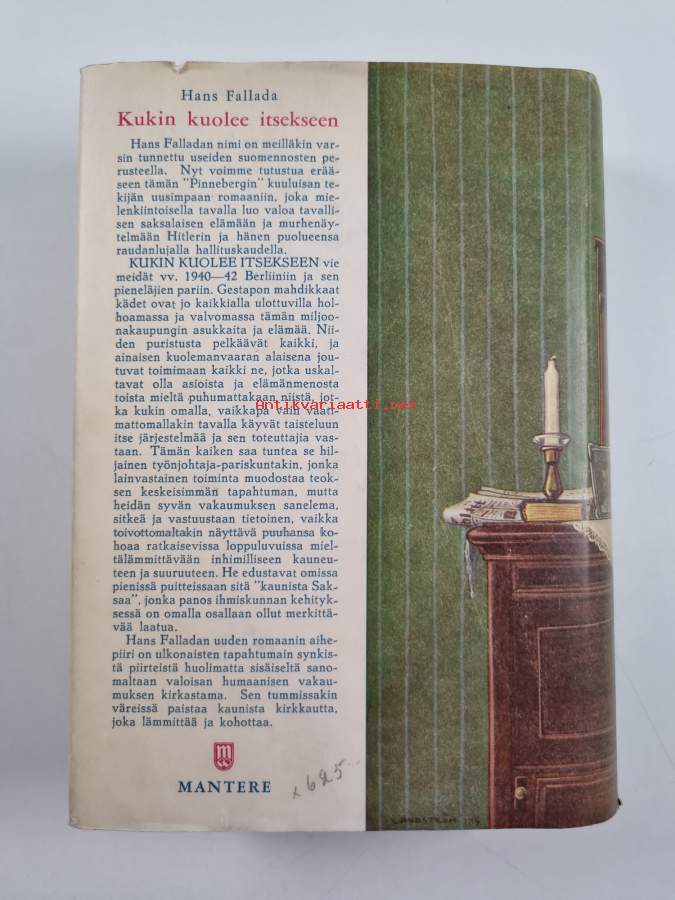 Hans Fallada
Kukin kuolee itsekseen
Hans Falladan nimi on meilläkin var-
sin tunnettu useiden suomennosten pe-
rusteella. Nyt voimme tutustua erää-
seen tämän "Pinnebergin" kuuluisan te-
kijän uusimpaan romaaniin, joka mie-
lenkiintoisella tavalla luo valoa tavalli-
sen saksalaisen elämään ja murhenäy-
telmään Hitlerin ja hänen puolueensa
raudanlujalla hallituskaudella.
KUKIN KUOLEE ITSEKSEEN vie
meidät vv. 1940—42 Berliiniin ja sen
pieneläjien pariin. Gestapon mahdikkaat
kädet ovat jo kaikkialla ulottuvilla hol-
hoamassa ja valvomassa tämän miljoo-
nakaupungin asukkaita ja elämää. Nii-
den puristusta pelkäävät kaikki, ja
ainaisen kuolemanvaaran alaisena jou-
tuvat toimimaan kaikki ne, jotka uskal-
tavat olla asioista ja elämänmenosta
toista mieltä puhumattakaan niistä, jot-
ka kukin omalla, vaikkapa vain vaati-
mattomallakin tavalla käyvät taisteluun
itse järjestelmää ja sen toteuttajia vas-
taan. Tämän kaiken saa tuntea se hil-
jainen työnjohtaja-pariskuntakin, jonka
lainvastainen toiminta muodostaa teok-
sen keskeisimmän tapahtuman, mutta
heidän syvän vakaumuksen sanelema,
sitkeä ja vastuustaan tietoinen, vaikka
toivottomaltakin näyttävä puuhansa ko-
hoaa ratkaisevissa loppuluvuissa miel-
tälämmittävään inhimilliseen kauneu-
teen ja suuruuteen. He edustavat omissa
pienissä puitteissaan sitä "kaunista Sak-
saa", jonka panos ihmiskunnan kehityk-
sessä on omalla osallaan ollut merkittä-
vää laatua.
Hans Falladan uuden romaanin aihe-
piiri on ulkonaisten tapahtumain synkis-
tä piirteistä huolimatta sisäiseltä sano-
maltaan valoisan humaanisen vakau-
muksen kirkastama. Sen tummissakin
väreissä paistaa kaunista kirkkautta,
joka lämmittää ja kohottaa.
MANTERE
x 625
Antikvariaatti.net